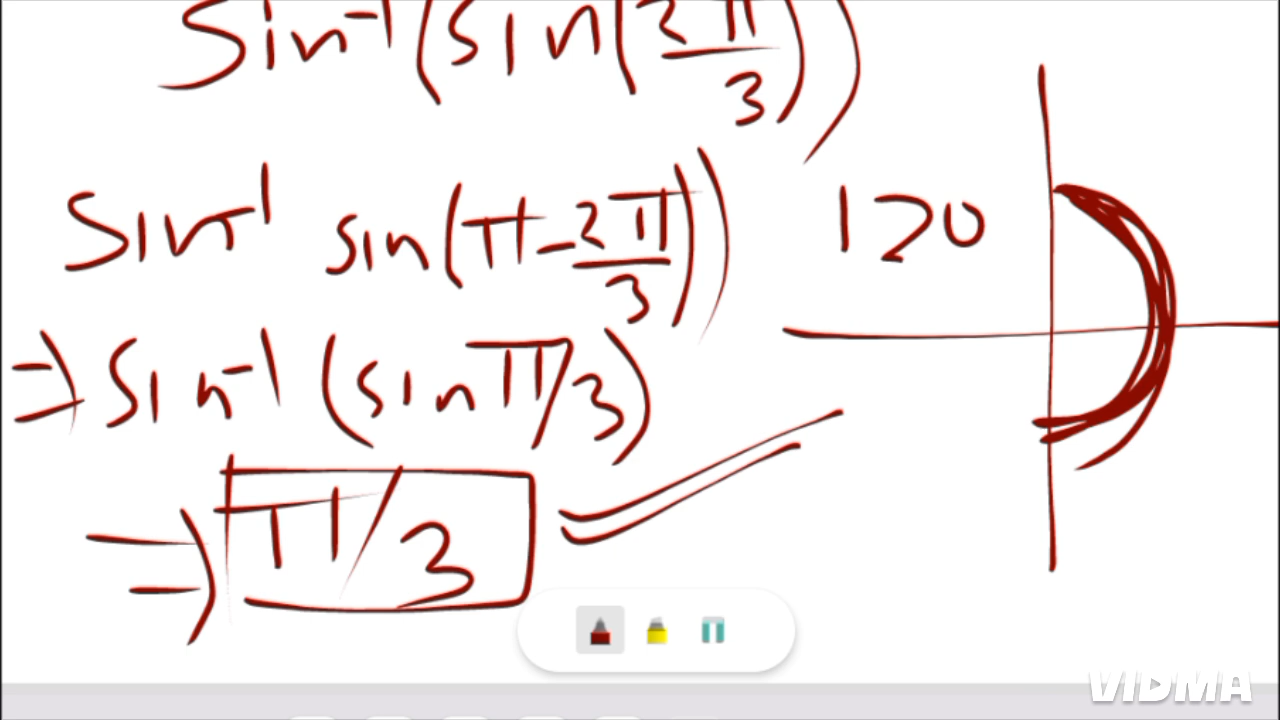 Sin⁻¹(sin(2π/3))
Sin⁻¹ sin(π-2π/3))
120
⇒ Sin⁻¹(sin π/3)
⇒ π/3
VIDMA